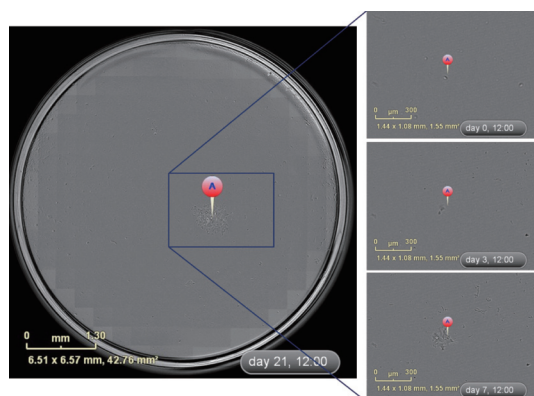 A
0 mm 1.30
6.51 x 6.57 mm, 42.76 mm²
day 21, 12:00
A
0 µm 300
1.44 x 1.08 mm, 1.55 mm²
day 0, 12:00
A
0 µm 300
1.44 x 1.08 mm, 1.55 mm²
day 3, 12:00
A
0 µm 300
1.44 x 1.08 mm, 1.55 mm²
day 7, 12:00